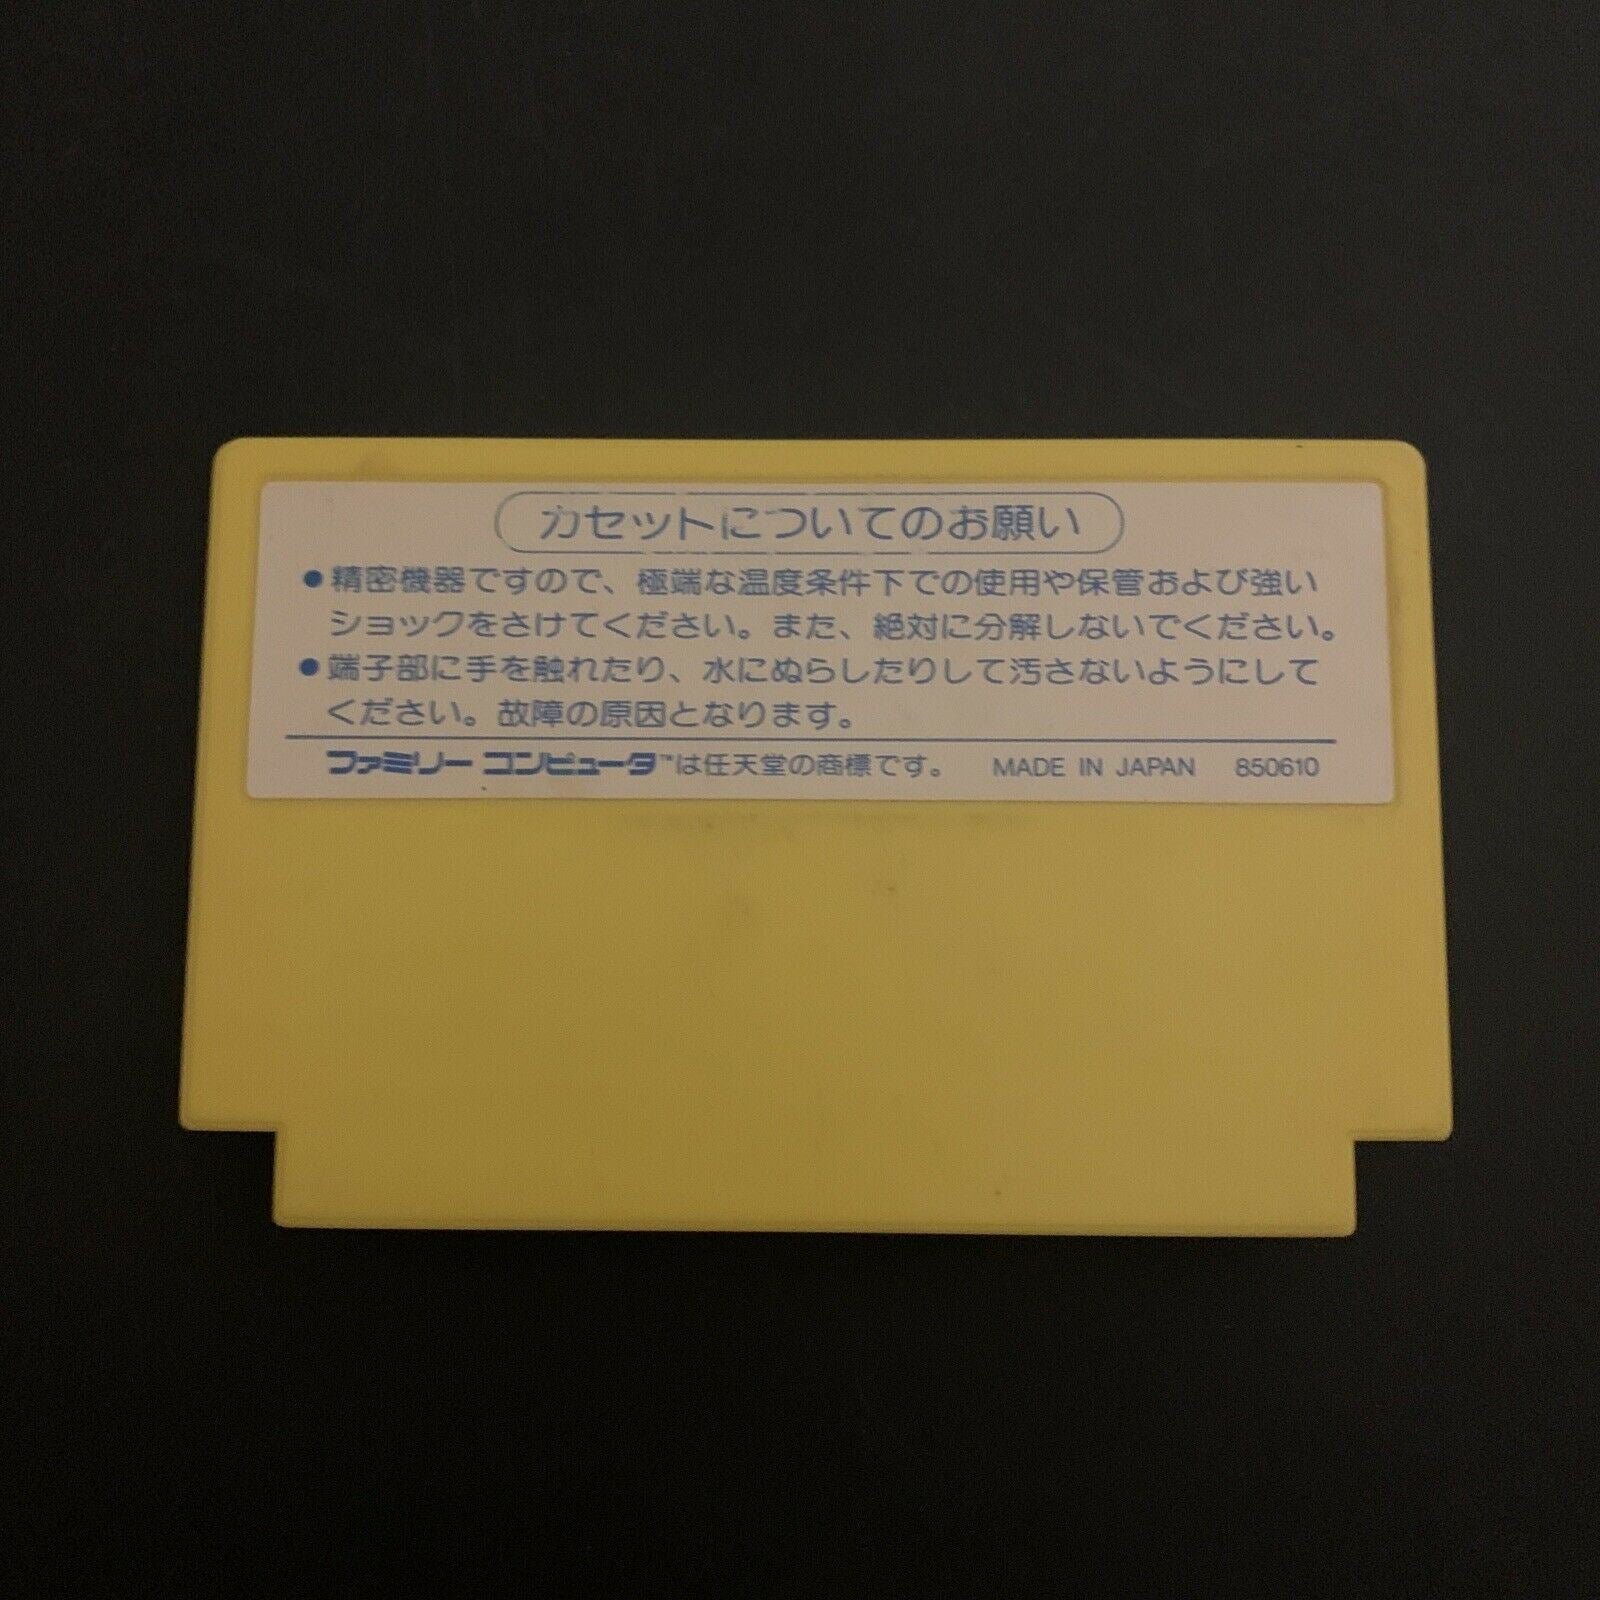 カセットについてのお願い
●精密機器ですので、極端な温度条件下での使用や保管および強い
ショックをさけてください。また、絶対に分解しないでください。
●端子部に手を触れたり、水にぬらしたりして汚さないようにして
ください。故障の原因となります。
ファミリー コンピュータ™は任天堂の商標です。 MADE IN JAPAN 850610